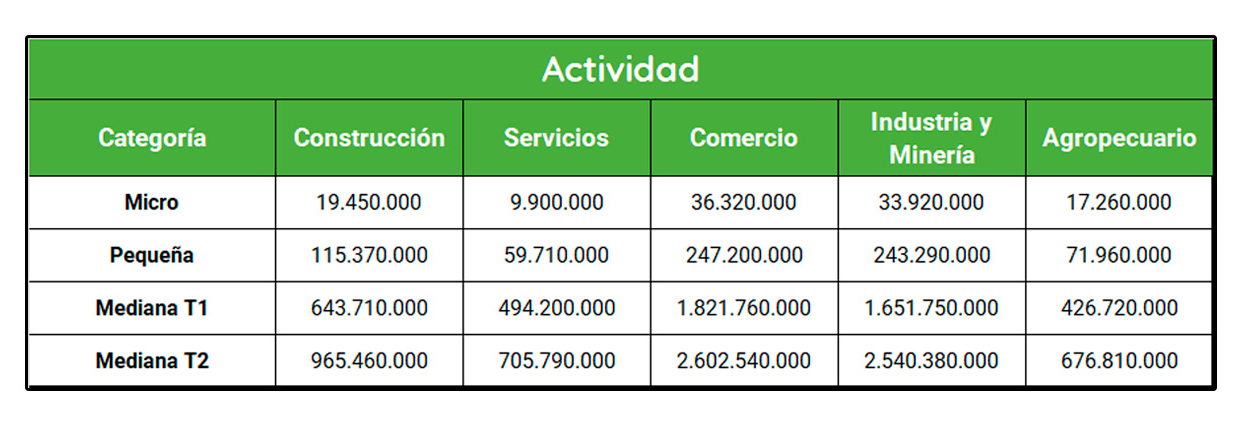 Actividad
Categoría Construcción Servicios Comercio Industria y Minería Agropecuario
Micro 19.450.000 9.900.000 36.320.000 33.920.000 17.260.000
Pequeña 115.370.000 59.710.000 247.200.000 243.290.000 71.960.000
Mediana T1 643.710.000 494.200.000 1.821.760.000 1.651.750.000 426.720.000
Mediana T2 965.460.000 705.790.000 2.602.540.000 2.540.380.000 676.810.000